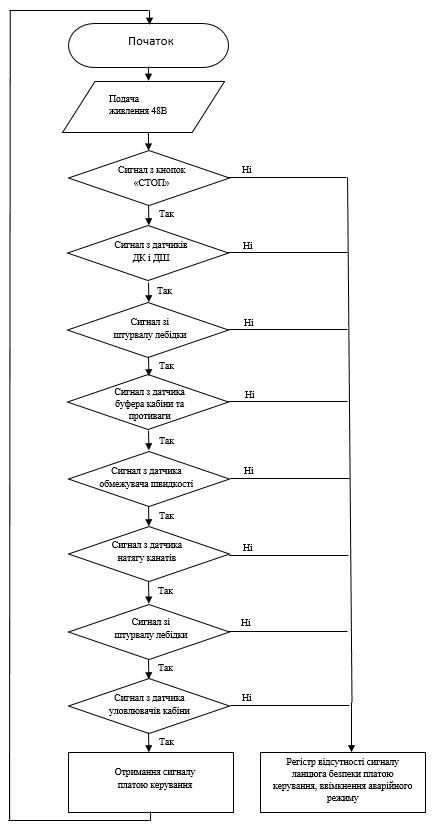 Початок
Подача
живлення 48В
Сигнал з кнопок
«СТОП»
Ні
Так
Сигнал з датчиків
ДК і ДШ
Ні
Так
Сигнал зі
штурвалу лебідки
Ні
Так
Сигнал з датчика
буфера кабіни та
противаги
Ні
Так
Сигнал з датчика
обмежувача швидкості
Ні
Так
Сигнал з датчика
натягу канатів
Ні
Так
Сигнал зі
штурвалу лебідки
Ні
Так
Сигнал з датчика
уловлювачів кабіни
Ні
Так
Отримання сигналу
платою керування
Регістр відсутності сигналу
ланцюга безпеки платою
керування, ввімкнення аварійного
режиму